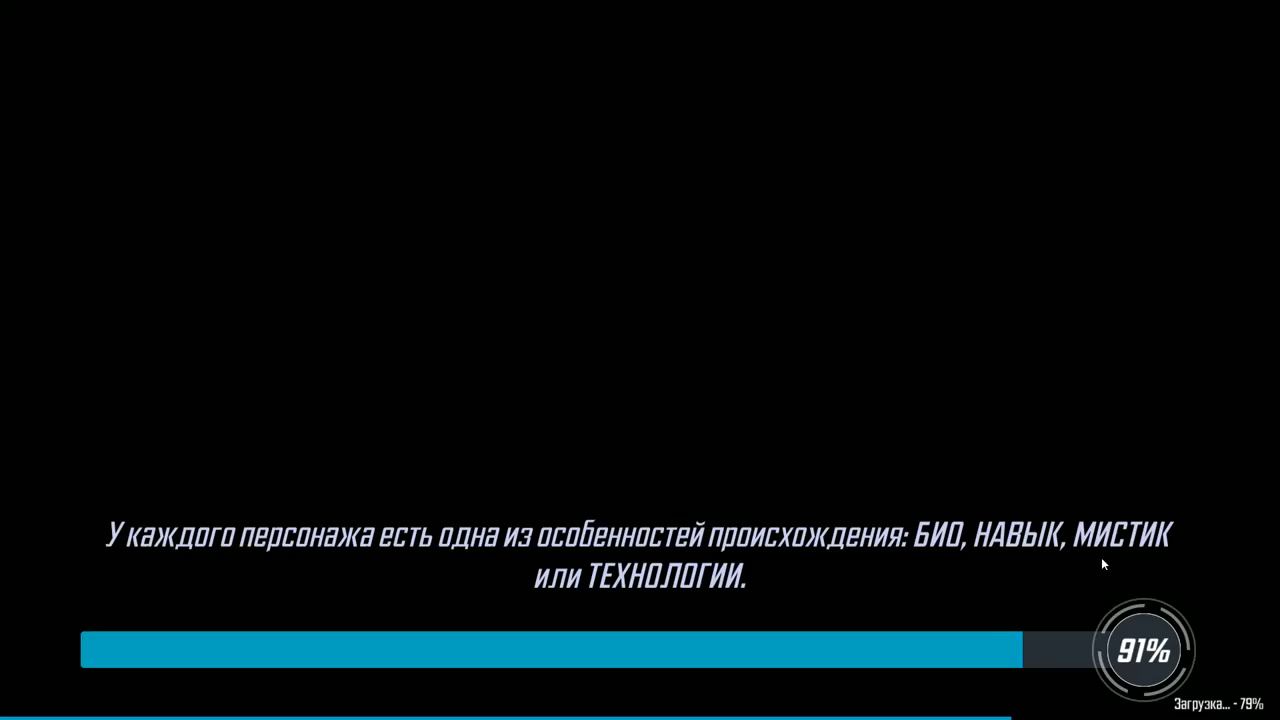 У каждого персонажа есть одна из особенностей происхождения: БИО, НАВЫК, МИСТИК
или ТЕХНОЛОГИИ.
91%
Загрузка... - 79%